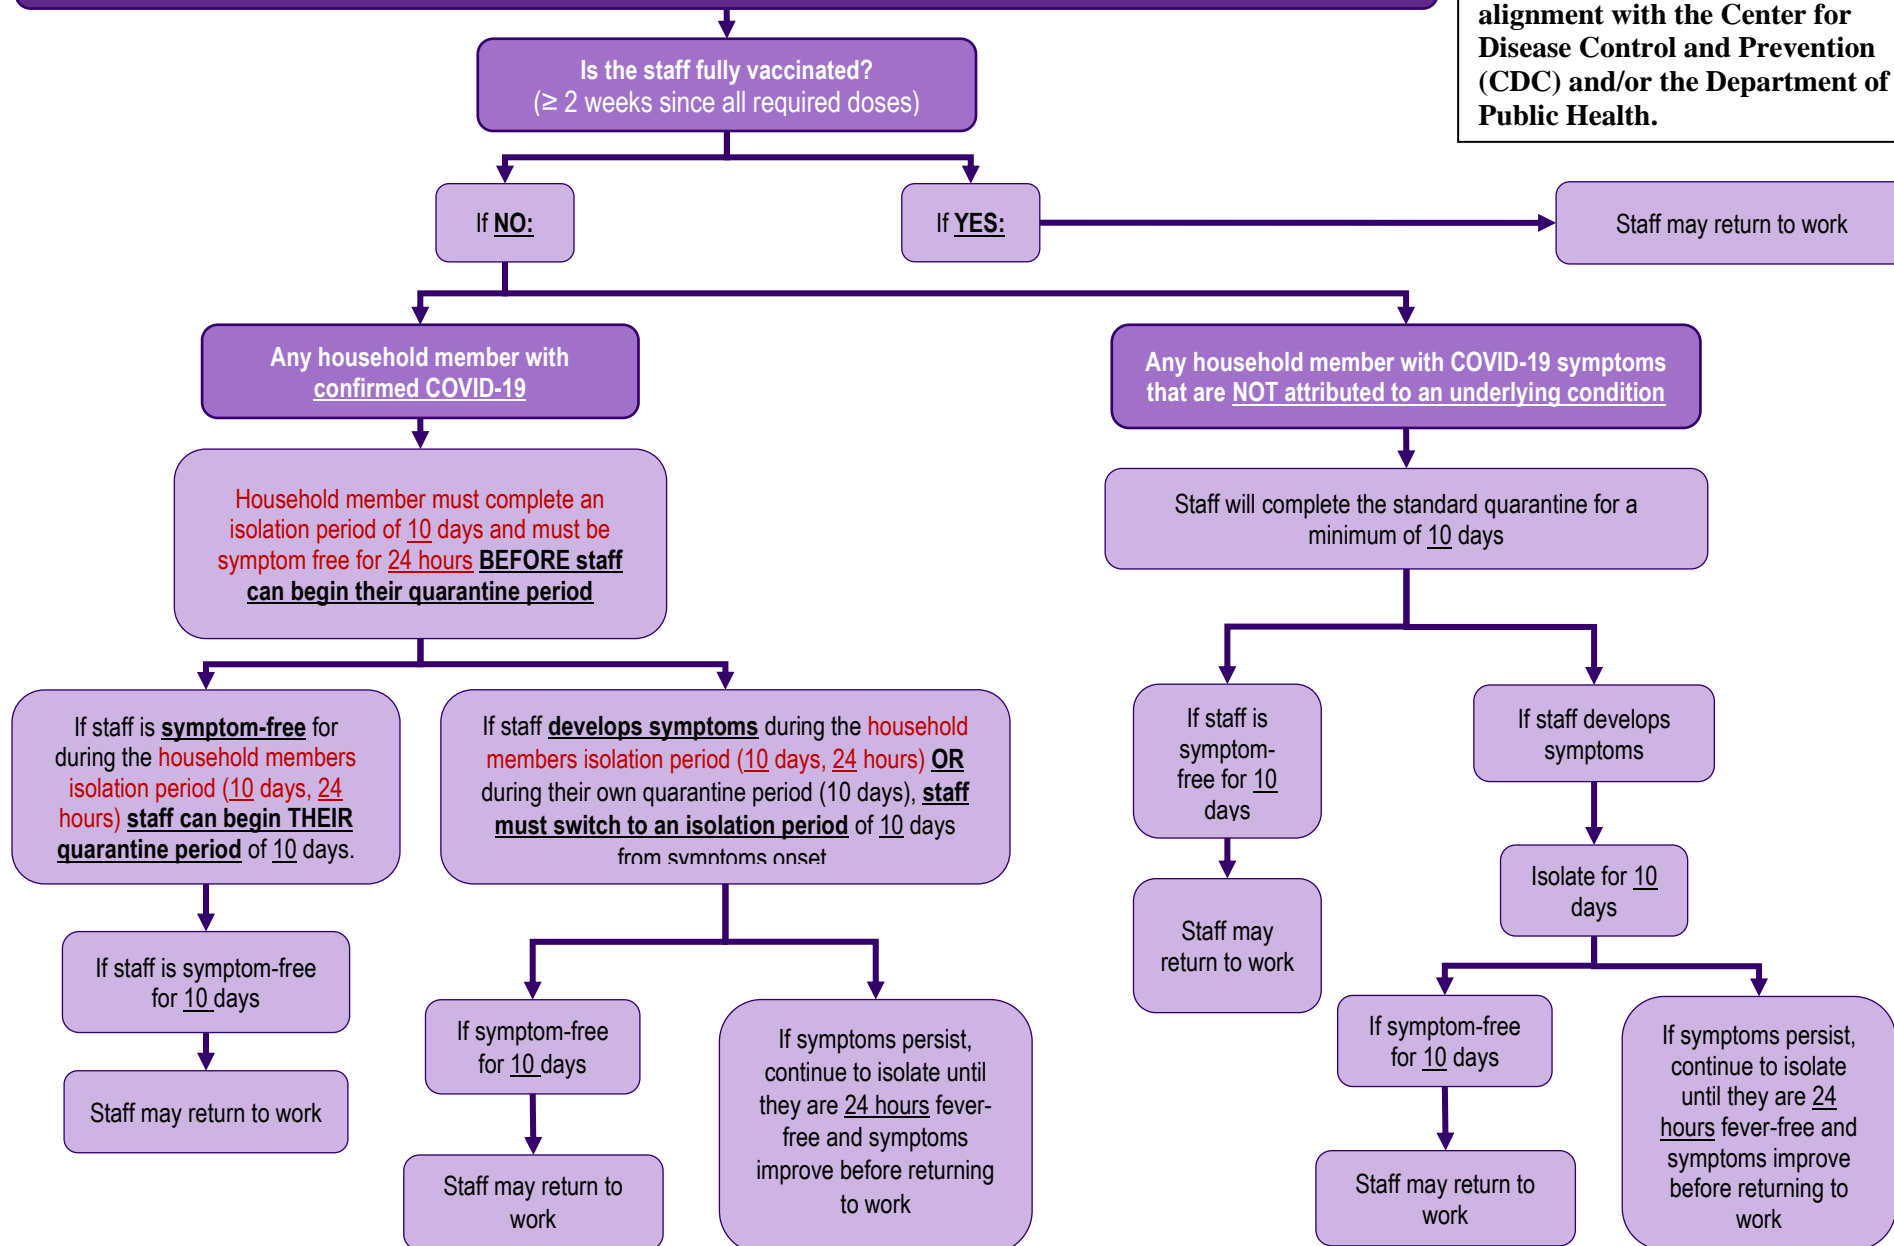 alignment with the Center for
Disease Control and Prevention
(CDC) and/or the Department of
Public Health.
Is the staff fully vaccinated?
(≥ 2 weeks since all required doses)
If NO:
If YES:
Staff may return to work
Any household member with
confirmed COVID-19
Any household member with COVID-19 symptoms
that are NOT attributed to an underlying condition
Household member must complete an
isolation period of 10 days and must be
symptom free for 24 hours BEFORE staff
can begin their quarantine period
Staff will complete the standard quarantine for a
minimum of 10 days
If staff is symptom-free for
during the household members
isolation period (10 days, 24
hours) staff can begin THEIR
quarantine period of 10 days.
If staff develops symptoms during the household
members isolation period (10 days, 24 hours) OR
during their own quarantine period (10 days), staff
must switch to an isolation period of 10 days
from symptoms onset
If staff is
symptom-
free for 10
days
If staff develops
symptoms
Isolate for 10
days
Staff may
return to work
If staff is symptom-free
for 10 days
Staff may return to work
If symptom-free
for 10 days
Staff may return to
work
If symptoms persist,
continue to isolate until
they are 24 hours fever-
free and symptoms
improve before returning
to work
If symptom-free
for 10 days
Staff may return to
work
If symptoms persist,
continue to isolate
until they are 24
hours fever-free and
symptoms improve
before returning to
work